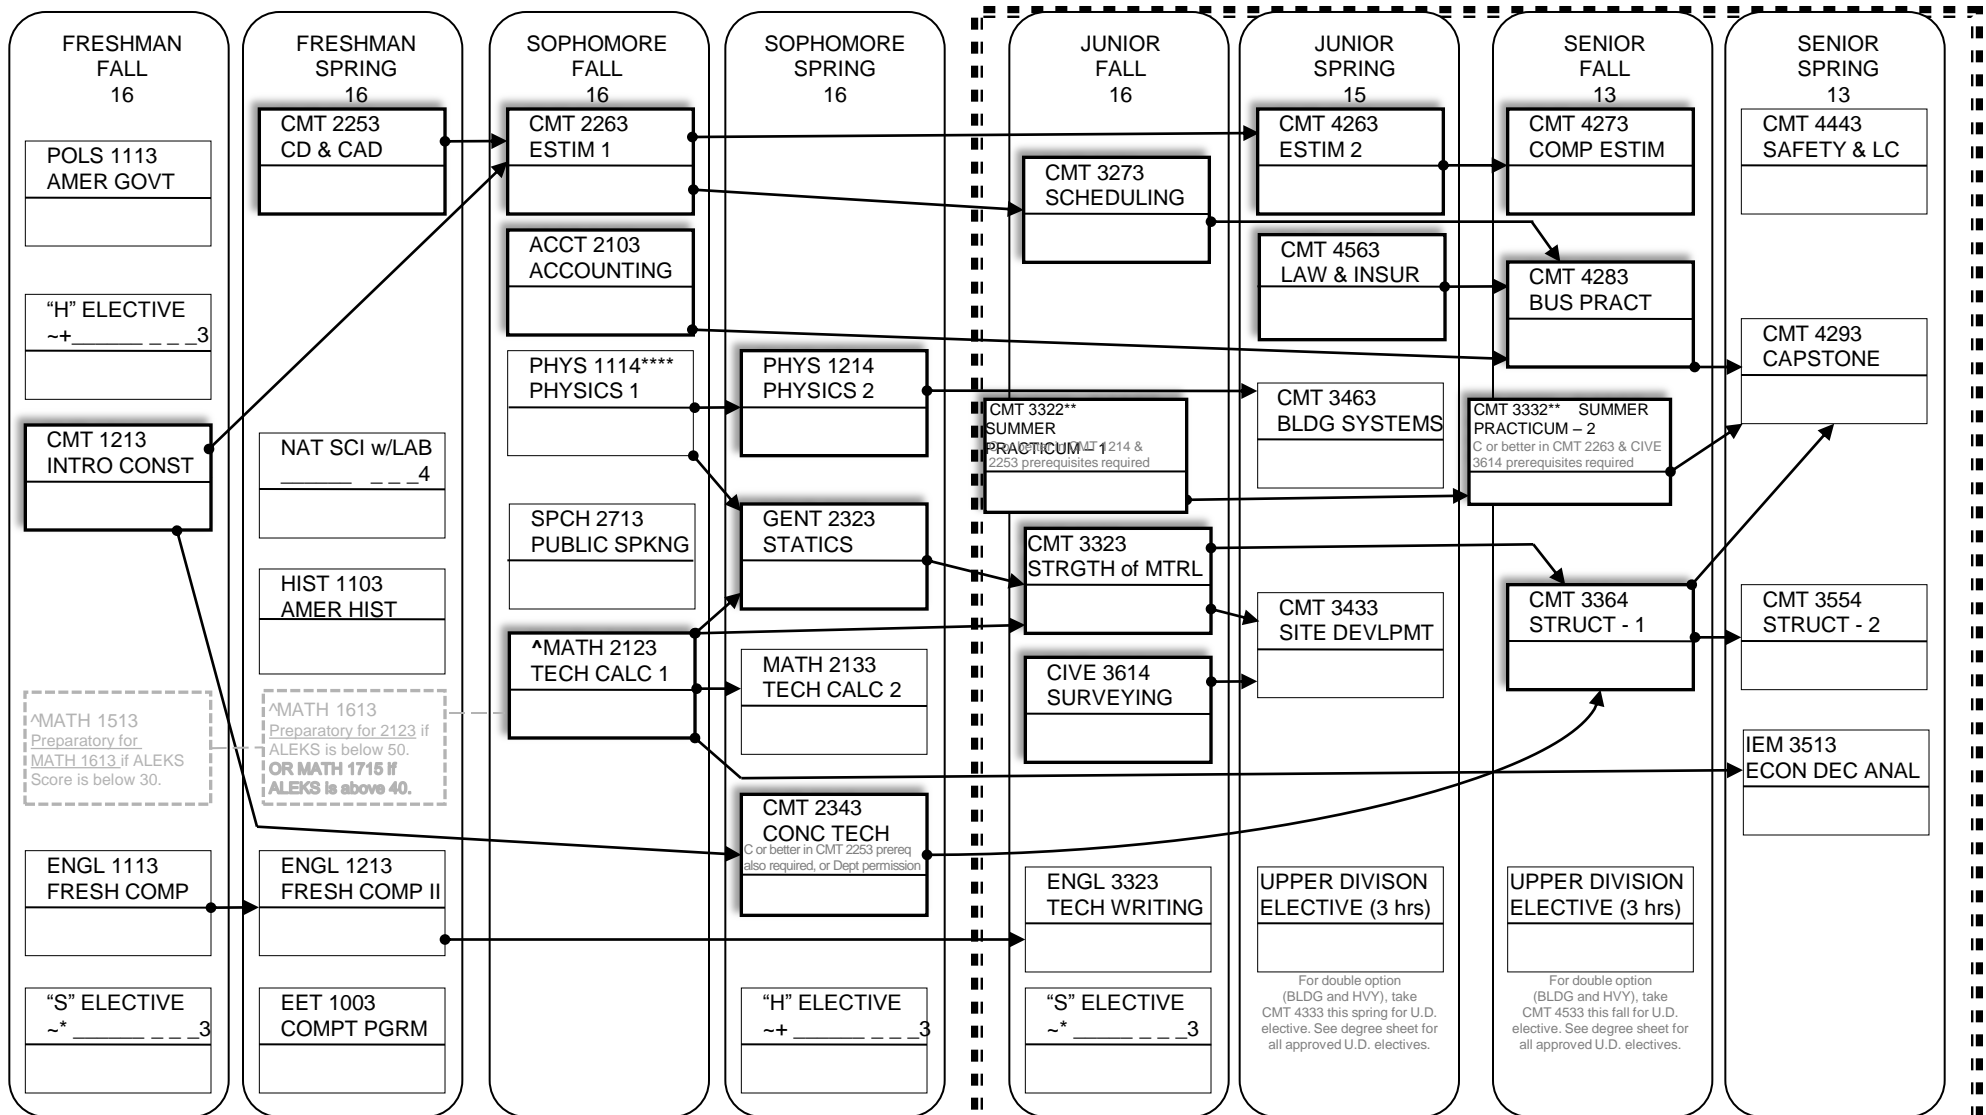 FRESHMAN
FALL
16
POLS 1113
AMER GOVT
“H” ELECTIVE
~+______ _ _ _3
CMT 1213
INTRO CONST
^MATH 1513
Preparatory for
MATH 1613 if ALEKS
Score is below 30.
ENGL 1113
FRESH COMP
“S” ELECTIVE
~* ______ _ _ _3
FRESHMAN
SPRING
16
CMT 2253
CD & CAD
NAT SCI w/LAB
______ _ _ _4
HIST 1103
AMER HIST
^MATH 1613
Preparatory for 2123 if
ALEKS is below 50.
OR MATH 1715 if
ALEKS is above 40.
ENGL 1213
FRESH COMP II
EET 1003
COMPT PGRM
SOPHOMORE
FALL
16
CMT 2263
ESTIM 1
ACCT 2103
ACCOUNTING
PHYS 1114****
PHYSICS 1
SPCH 2713
PUBLIC SPKNG
^MATH 2123
TECH CALC 1
SOPHOMORE
SPRING
16
PHYS 1214
PHYSICS 2
GENT 2323
STATICS
MATH 2133
TECH CALC 2
CMT 2343
CONC TECH
C or better in CMT 2253 prereq
also required, or Dept permission
“H” ELECTIVE
~+ ______ _ _ _3
JUNIOR
FALL
16
CMT 3273
SCHEDULING
CMT 3322**
SUMMER
PRACTICUM – 1
C or better in CMT 1214 &
2253 prerequisites required
CMT 3323
STRGTH of MTRL
CIVE 3614
SURVEYING
ENGL 3323
TECH WRITING
“S” ELECTIVE
~* _____ _ _ _3
JUNIOR
SPRING
15
CMT 4263
ESTIM 2
CMT 4563
LAW & INSUR
CMT 3463
BLDG SYSTEMS
CMT 3433
SITE DEVLPMT
UPPER DIVISON
ELECTIVE (3 hrs)
For double option
(BLDG and HVY), take
CMT 4333 this spring for U.D.
elective. See degree sheet for
all approved U.D. electives.
SENIOR
FALL
13
CMT 4273
COMP ESTIM
CMT 4283
BUS PRACT
CMT 3332** SUMMER
PRACTICUM – 2
C or better in CMT 2263 & CIVE
3614 prerequisites required
CMT 3364
STRUCT - 1
UPPER DIVISION
ELECTIVE (3 hrs)
For double option
(BLDG and HVY), take
CMT 4533 this fall for U.D.
elective. See degree sheet for
all approved U.D. electives.
SENIOR
SPRING
13
CMT 4443
SAFETY & LC
CMT 4293
CAPSTONE
CMT 3554
STRUCT - 2
IEM 3513
ECON DEC ANAL